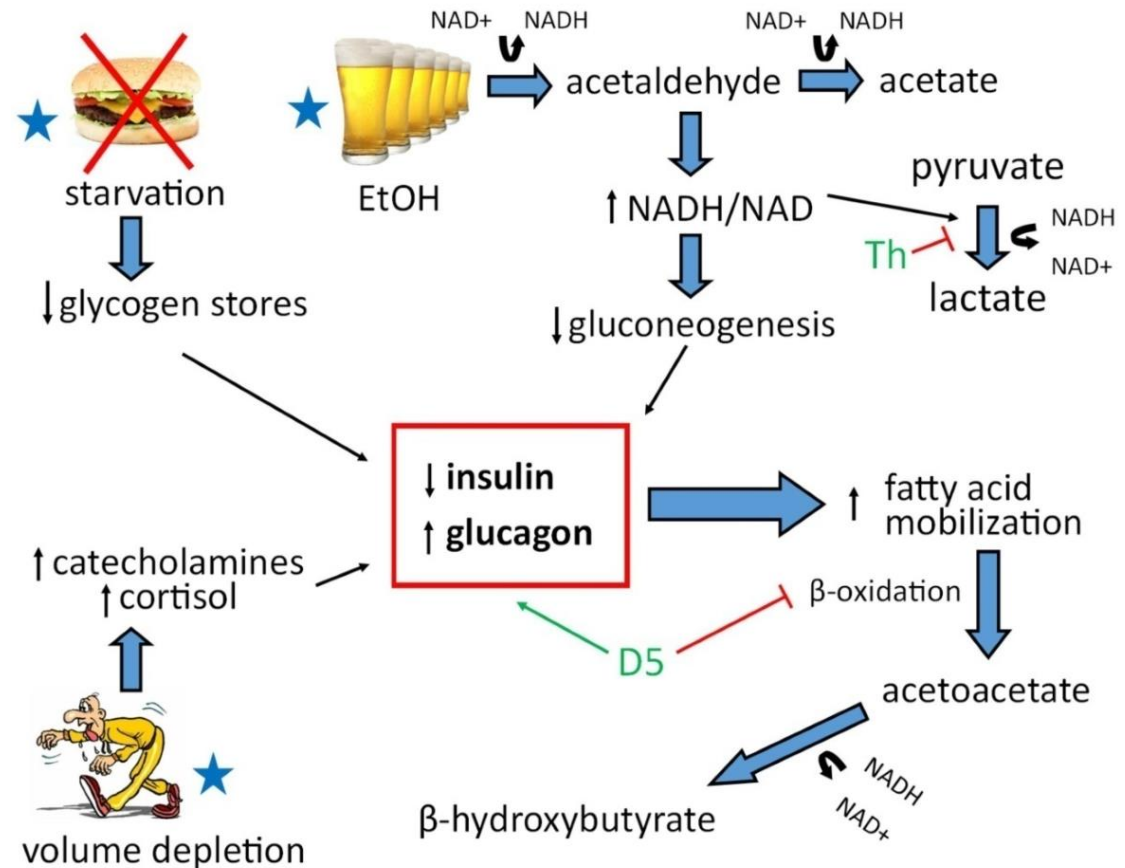 NAD+ NADH
NAD+ NADH
acetaldehyde
acetate
starvation
EtOH
↑ NADH/NAD
pyruvate
NADH
NAD+
Th
lactate
↓ glycogen stores
↓ gluconeogenesis
↓ insulin
↑ glucagon
↑ fatty acid
mobilization
β-oxidation
↑ catecholamines
↑ cortisol
D5
acetoacetate
NADH
NAD+
β-hydroxybutyrate
volume depletion